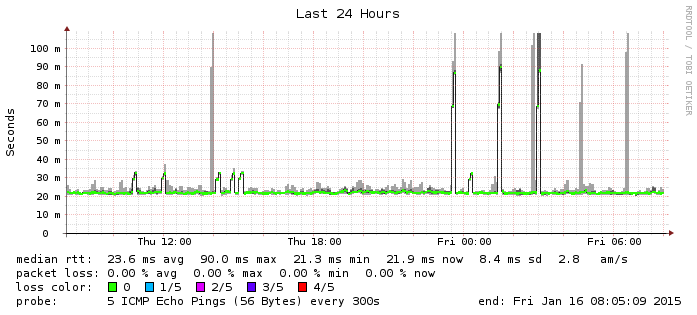 Last 24 Hours
RRDTOOL / TOBI OETIKER
Seconds
100 m
90 m
80 m
70 m
60 m
50 m
40 m
30 m
20 m
10 m
0
Thu 12:00 Thu 18:00 Fri 00:00 Fri 06:00
median rtt: 23.6 ms avg 90.0 ms max 21.3 ms min 21.9 ms now 8.4 ms sd 2.8 am/s
packet loss: 0.00 % avg 0.00 % max 0.00 % min 0.00 % now
loss color: 0 1/5 2/5 3/5 4/5
probe: 5 ICMP Echo Pings (56 Bytes) every 300s end: Fri Jan 16 08:05:09 2015